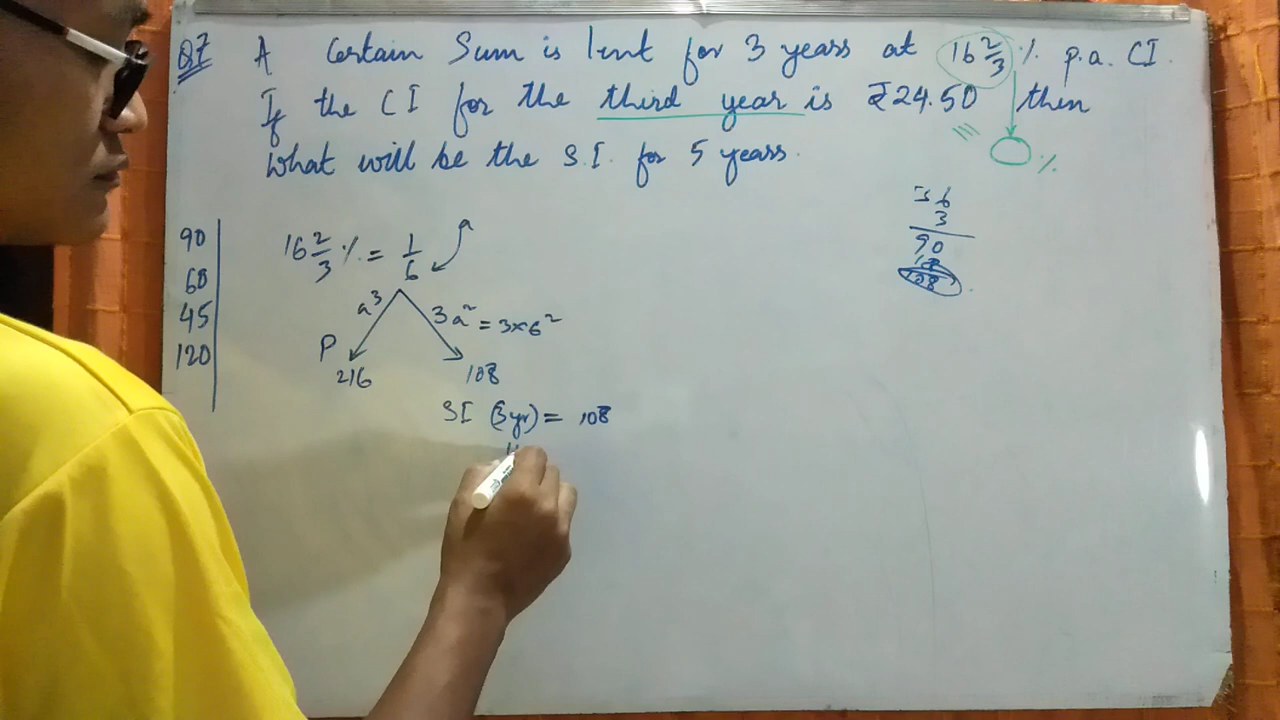 Q7 A Certain Sum is lent for 3 years at 16 2/3 % p.a. CI.
If the CI for the third year is ₹24.50 then
What will be the S.I. for 5 years.
%
36
3
90
108
90
60
45
120
16 2/3 % = 1/6 a
a³ 3a² = 3×6²
P
216 108
SI (3yr) = 108